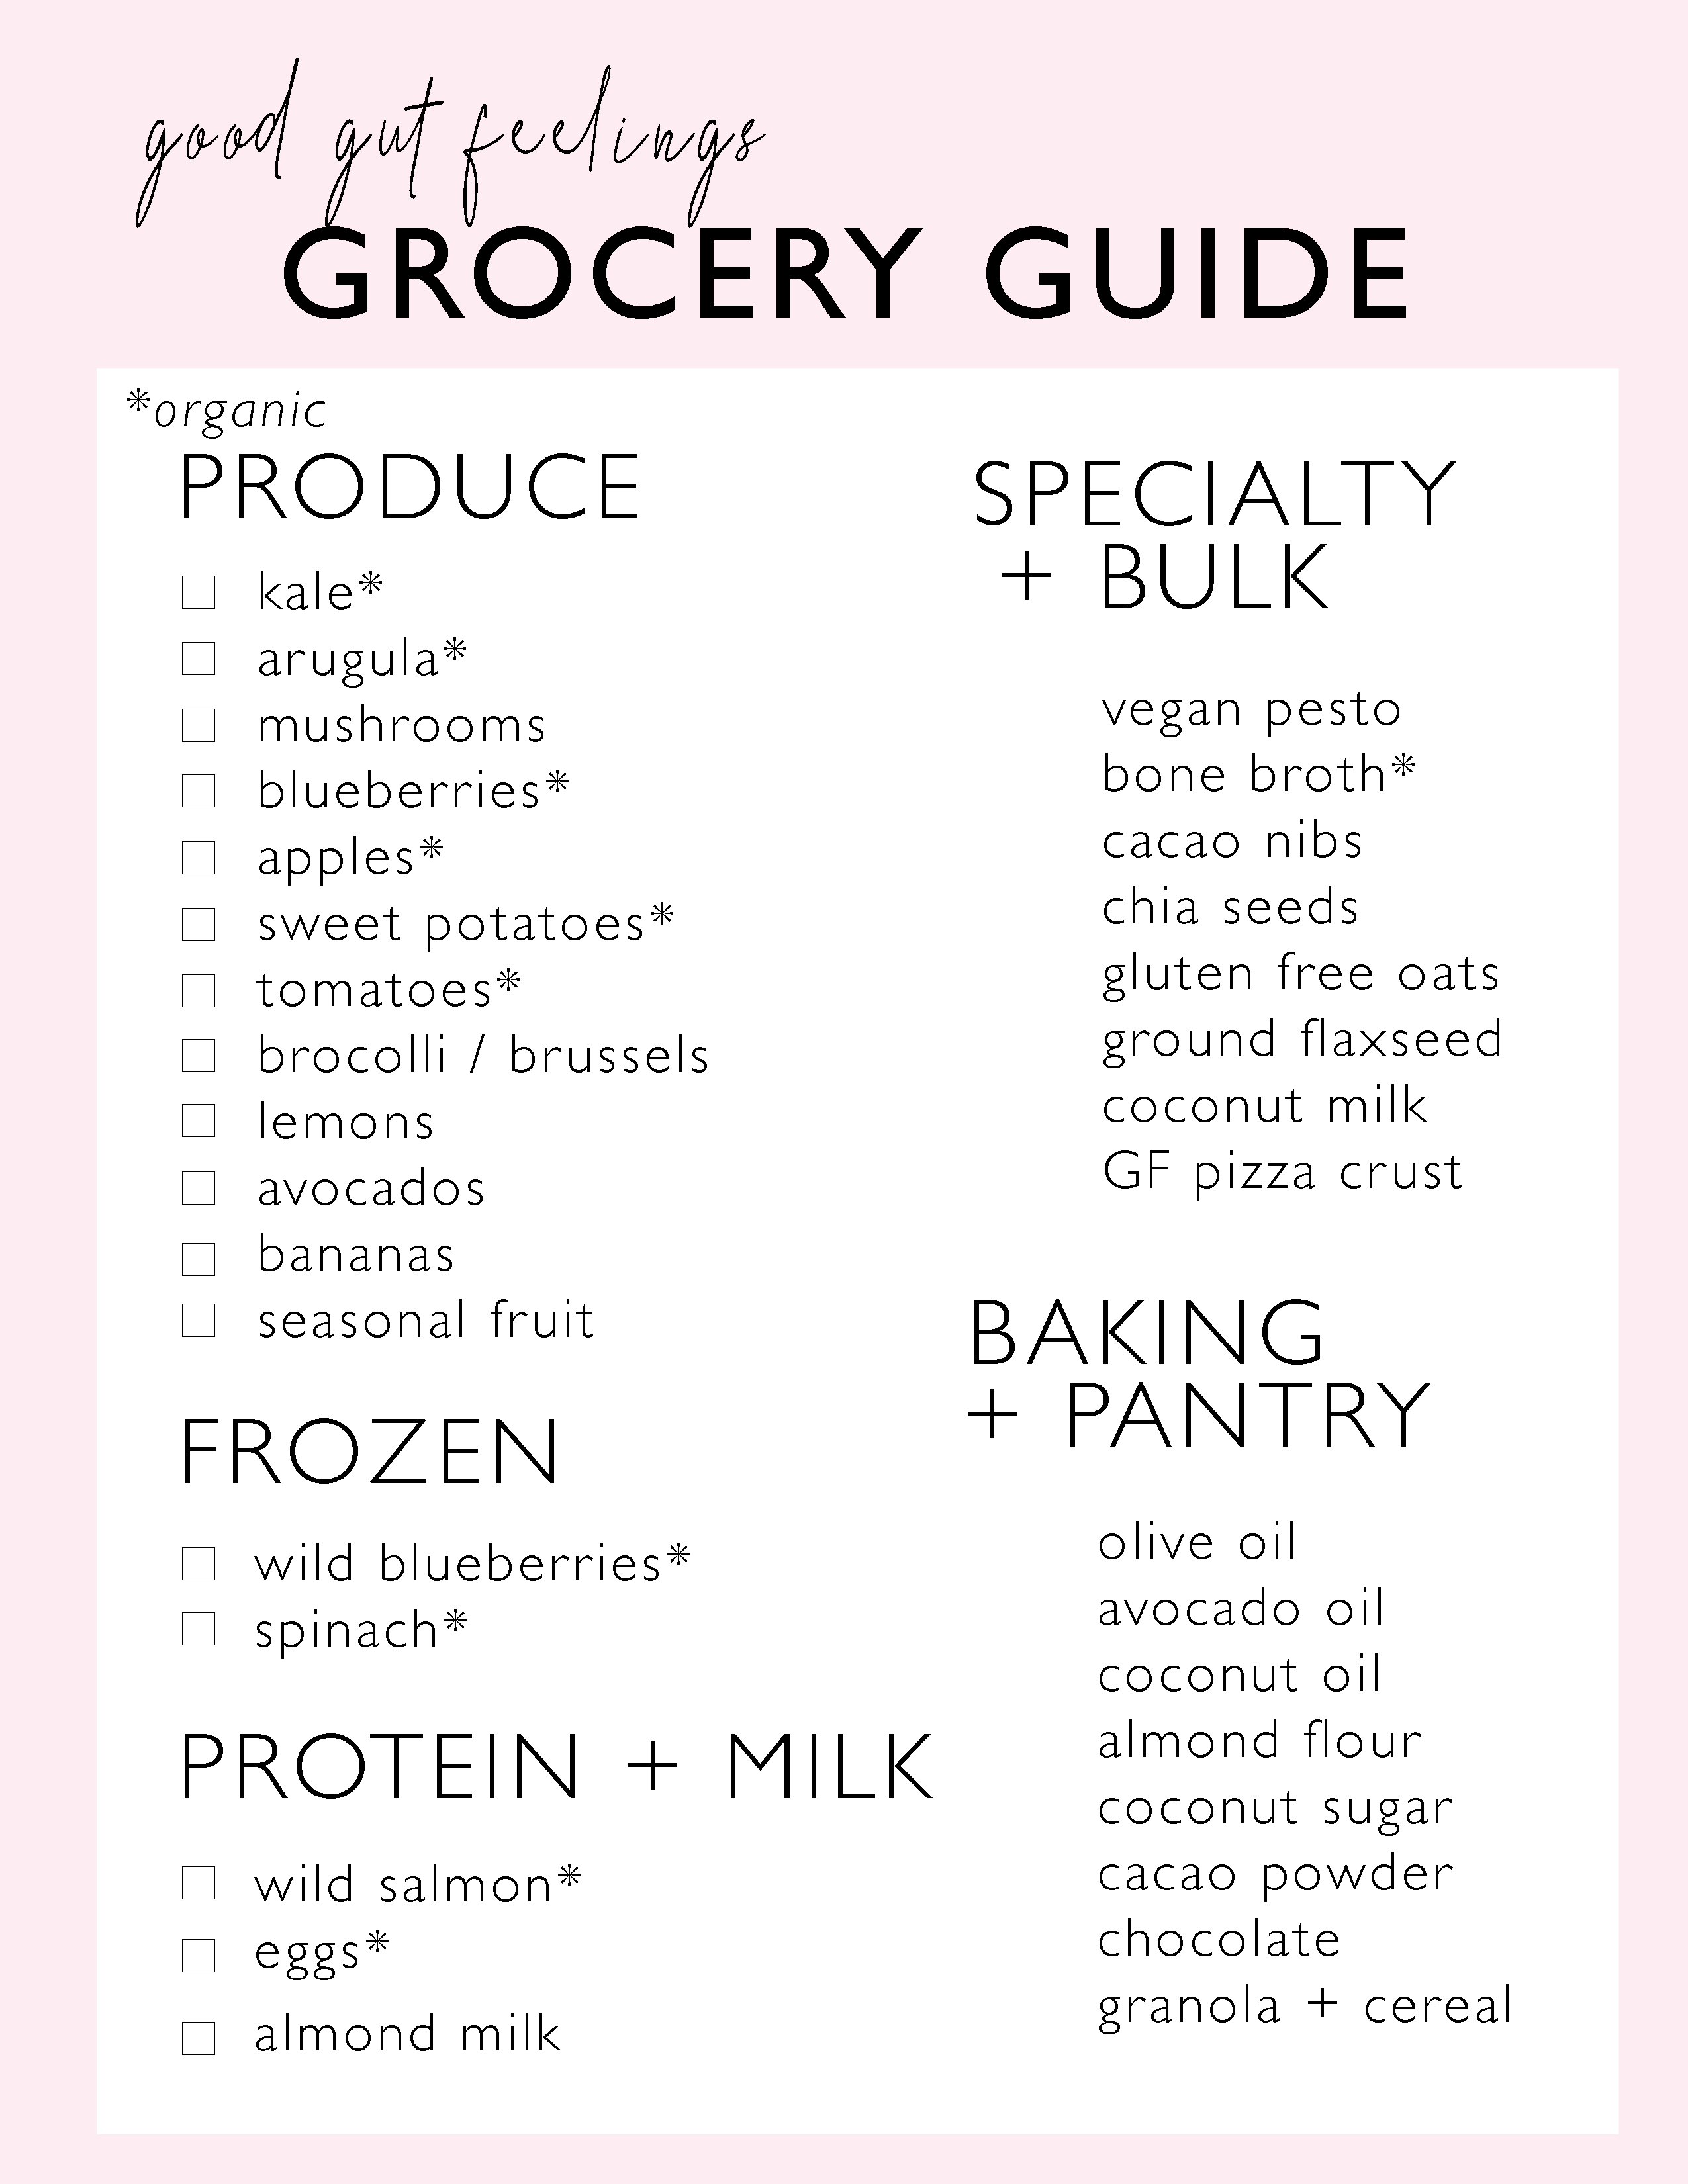 good gut feelings
GROCERY GUIDE
*organic
PRODUCE
kale*
arugula*
mushrooms
blueberries*
apples*
sweet potatoes*
tomatoes*
brocolli / brussels
lemons
avocados
bananas
seasonal fruit
FROZEN
wild blueberries*
spinach*
PROTEIN + MILK
wild salmon*
eggs*
almond milk
SPECIALTY
+ BULK
vegan pesto
bone broth*
cacao nibs
chia seeds
gluten free oats
ground flaxseed
coconut milk
GF pizza crust
BAKING
+ PANTRY
olive oil
avocado oil
coconut oil
almond flour
coconut sugar
cacao powder
chocolate
granola + cereal